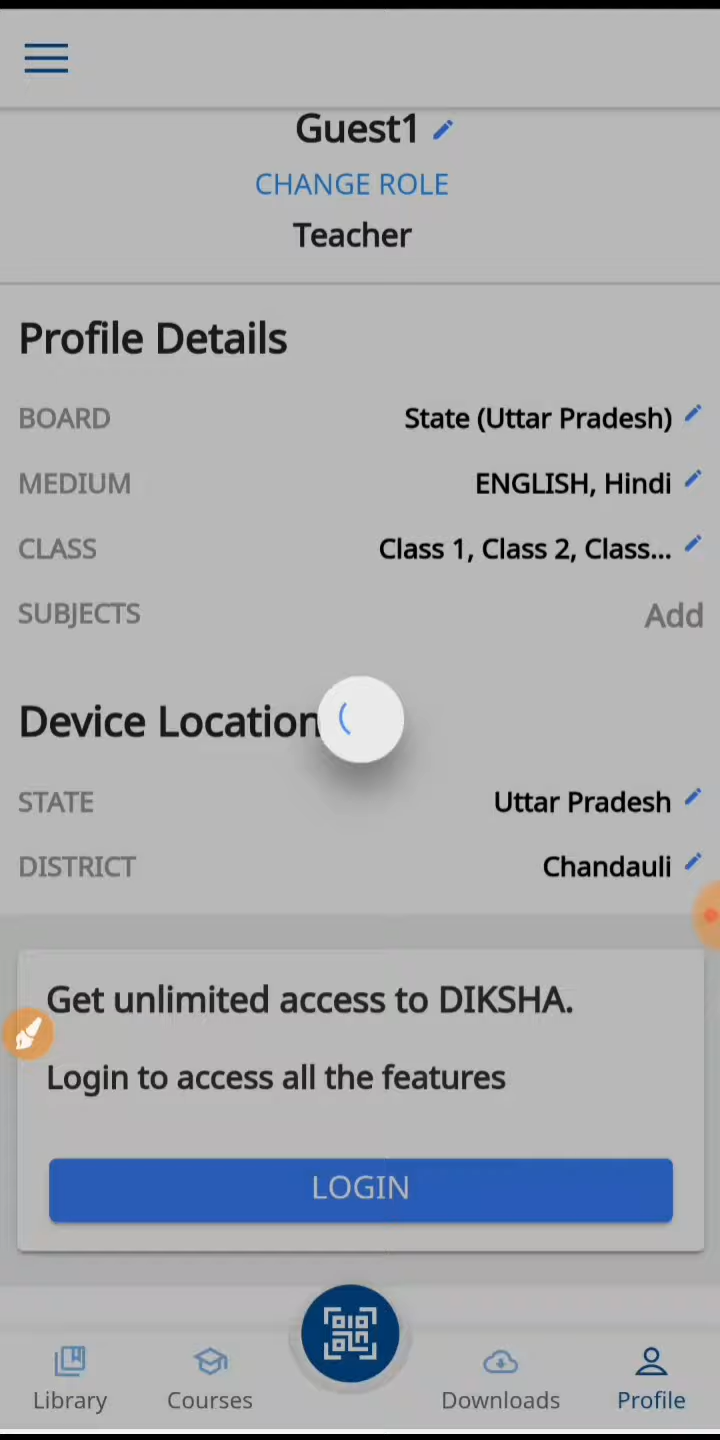 Guest1
CHANGE ROLE
Teacher
Profile Details
BOARD State (Uttar Pradesh)
MEDIUM ENGLISH, Hindi
CLASS Class 1, Class 2, Class...
SUBJECTS Add
Device Location
STATE Uttar Pradesh
DISTRICT Chandauli
Get unlimited access to DIKSHA.
Login to access all the features
LOGIN
Library Courses Downloads Profile